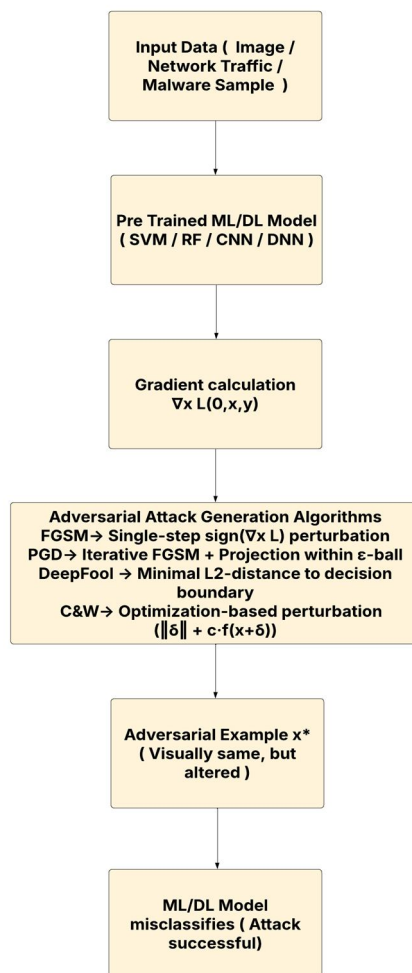 Input Data ( Image /
Network Traffic /
Malware Sample )
Pre Trained ML/DL Model
( SVM / RF / CNN / DNN )
Gradient calculation
∇x L(0,x,y)
Adversarial Attack Generation Algorithms
FGSM→ Single-step sign(∇x L) perturbation
PGD→ Iterative FGSM + Projection within ε-ball
DeepFool → Minimal L2-distance to decision
boundary
C&W→ Optimization-based perturbation
(‖δ‖ + c·f(x+δ))
Adversarial Example x*
( Visually same, but
altered )
ML/DL Model
misclassifies ( Attack
successful)